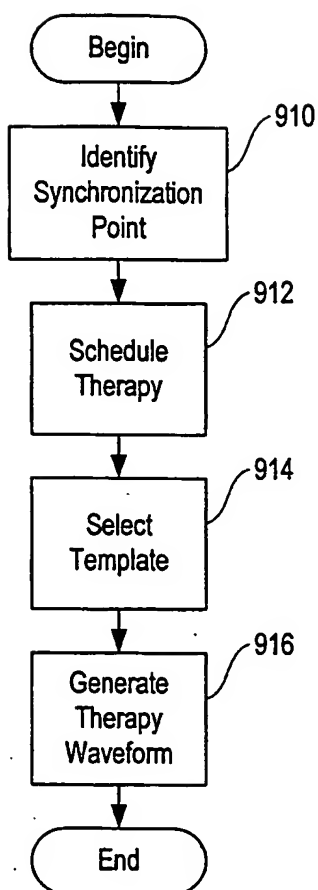 Begin
910
Identify
Synchronization
Point
912
Schedule
Therapy
914
Select
Template
916
Generate
Therapy
Waveform
End